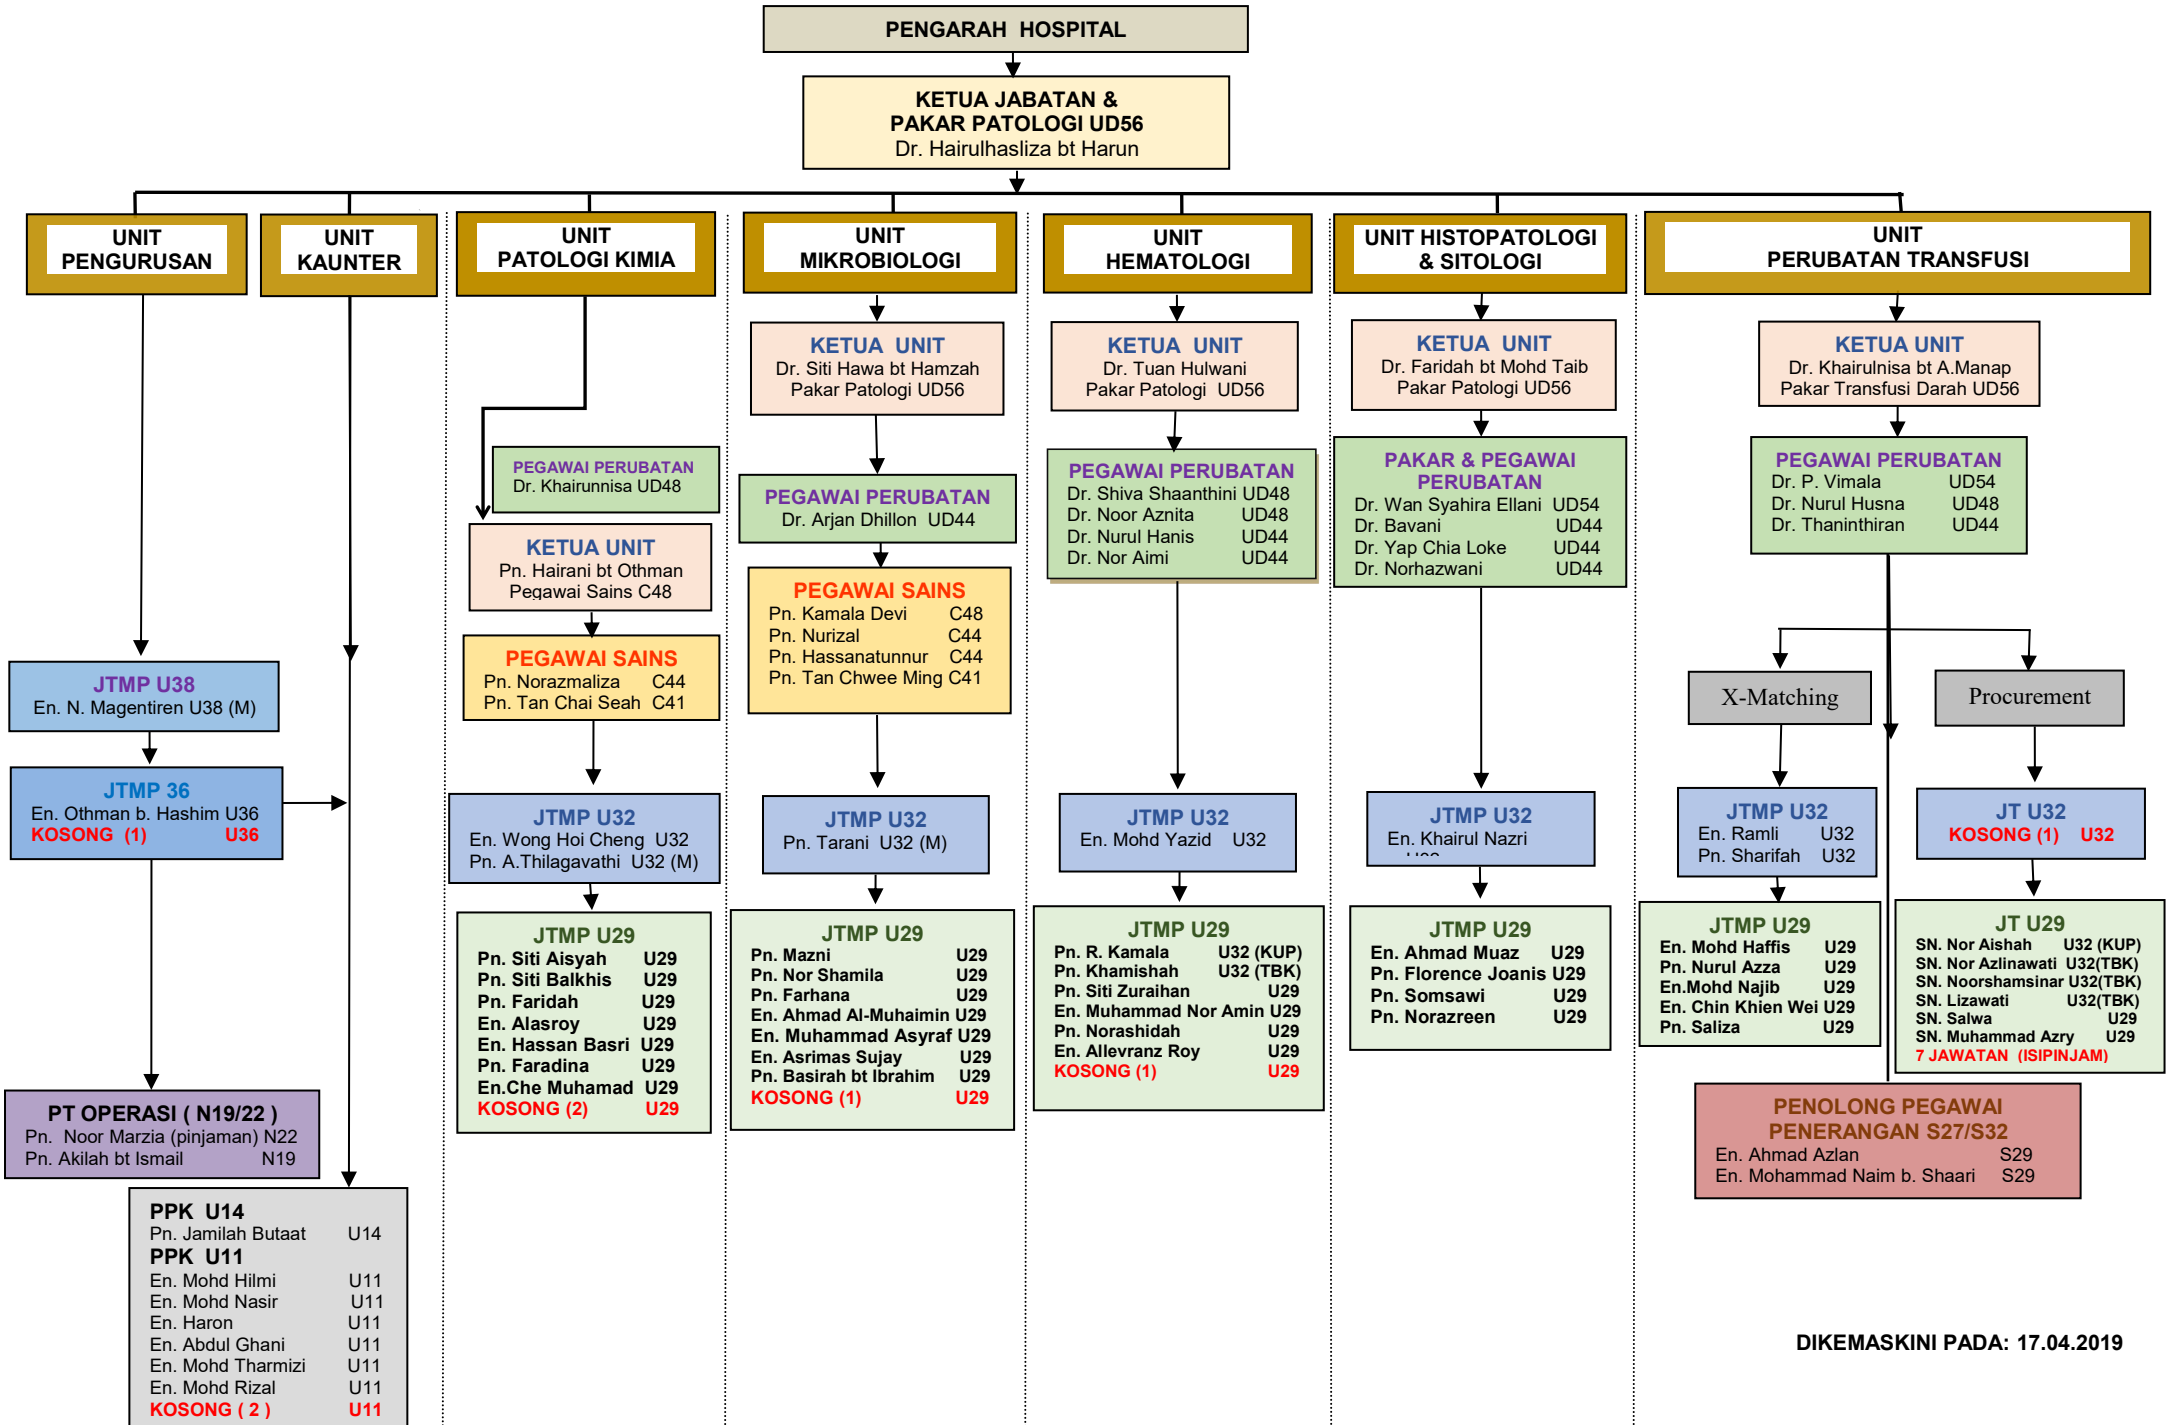 PENGARAH HOSPITAL
KETUA JABATAN &
PAKAR PATOLOGI UD56
Dr. Hairulhasliza bt Harun
UNIT
PENGURUSAN
UNIT
KAUNTER
UNIT
PATOLOGI KIMIA
UNIT
MIKROBIOLOGI
UNIT
HEMATOLOGI
UNIT HISTOPATOLOGI
& SITOLOGI
UNIT
PERUBATAN TRANSFUSI
JTMP U38
En. N. Magentiren U38 (M)
JTMP 36
En. Othman b. Hashim U36
KOSONG (1) U36
PT OPERASI ( N19/22 )
Pn. Noor Marzia (pinjaman) N22
Pn. Akilah bt Ismail N19
PPK U14
Pn. Jamilah Butaat U14
PPK U11
En. Mohd Hilmi U11
En. Mohd Nasir U11
En. Haron U11
En. Abdul Ghani U11
En. Mohd Tharmizi U11
En. Mohd Rizal U11
KOSONG ( 2 ) U11
PEGAWAI PERUBATAN
Dr. Khairunnisa UD48
KETUA UNIT
Pn. Hairani bt Othman
Pegawai Sains C48
PEGAWAI SAINS
Pn. Norazmaliza C44
Pn. Tan Chai Seah C41
JTMP U32
En. Wong Hoi Cheng U32
Pn. A.Thilagavathi U32 (M)
JTMP U29
Pn. Siti Aisyah U29
Pn. Siti Balkhis U29
Pn. Faridah U29
En. Alasroy U29
En. Hassan Basri U29
Pn. Faradina U29
En.Che Muhamad U29
KOSONG (2) U29
KETUA UNIT
Dr. Siti Hawa bt Hamzah
Pakar Patologi UD56
PEGAWAI PERUBATAN
Dr. Arjan Dhillon UD44
PEGAWAI SAINS
Pn. Kamala Devi C48
Pn. Nurizal C44
Pn. Hassanatunnur C44
Pn. Tan Chwee Ming C41
JTMP U32
Pn. Tarani U32 (M)
JTMP U29
Pn. Mazni U29
Pn. Nor Shamila U29
Pn. Farhana U29
En. Ahmad Al-Muhaimin U29
En. Muhammad Asyraf U29
En. Asrimas Sujay U29
Pn. Basirah bt Ibrahim U29
KOSONG (1) U29
KETUA UNIT
Dr. Tuan Hulwani
Pakar Patologi UD56
PEGAWAI PERUBATAN
Dr. Shiva Shaanthini UD48
Dr. Noor Aznita UD48
Dr. Nurul Hanis UD44
Dr. Nor Aimi UD44
JTMP U32
En. Mohd Yazid U32
JTMP U29
Pn. R. Kamala U32 (KUP)
Pn. Khamishah U32 (TBK)
Pn. Siti Zuraihan U29
En. Muhammad Nor Amin U29
Pn. Norashidah U29
En. Allevranz Roy U29
KOSONG (1) U29
KETUA UNIT
Dr. Faridah bt Mohd Taib
Pakar Patologi UD56
PAKAR & PEGAWAI
PERUBATAN
Dr. Wan Syahira Ellani UD54
Dr. Bavani UD44
Dr. Yap Chia Loke UD44
Dr. Norhazwani UD44
JTMP U32
En. Khairul Nazri
JTMP U29
En. Ahmad Muaz U29
Pn. Florence Joanis U29
Pn. Somsawi U29
Pn. Norazreen U29
KETUA UNIT
Dr. Khairulnisa bt A.Manap
Pakar Transfusi Darah UD56
PEGAWAI PERUBATAN
Dr. P. Vimala UD54
Dr. Nurul Husna UD48
Dr. Thaninthiran UD44
X-Matching
Procurement
JTMP U32
En. Ramli U32
Pn. Sharifah U32
JT U32
KOSONG (1) U32
JTMP U29
En. Mohd Haffis U29
Pn. Nurul Azza U29
En.Mohd Najib U29
En. Chin Khien Wei U29
Pn. Saliza U29
JT U29
SN. Nor Aishah U32 (KUP)
SN. Nor Azlinawati U32(TBK)
SN. Noorshamsinar U32(TBK)
SN. Lizawati U32(TBK)
SN. Salwa U29
SN. Muhammad Azry U29
7 JAWATAN (ISIPINJAM)
PENOLONG PEGAWAI
PENERANGAN S27/S32
En. Ahmad Azlan S29
En. Mohammad Naim b. Shaari S29
DIKEMASKINI PADA: 17.04.2019